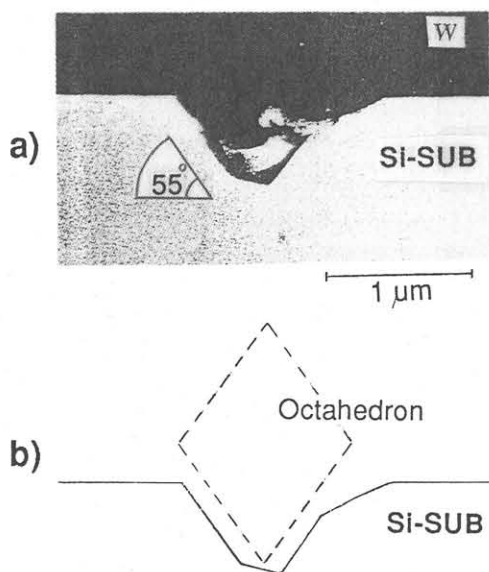 a)
W
Si-SUB
55°
1 μm
b)
Octahedron
Si-SUB